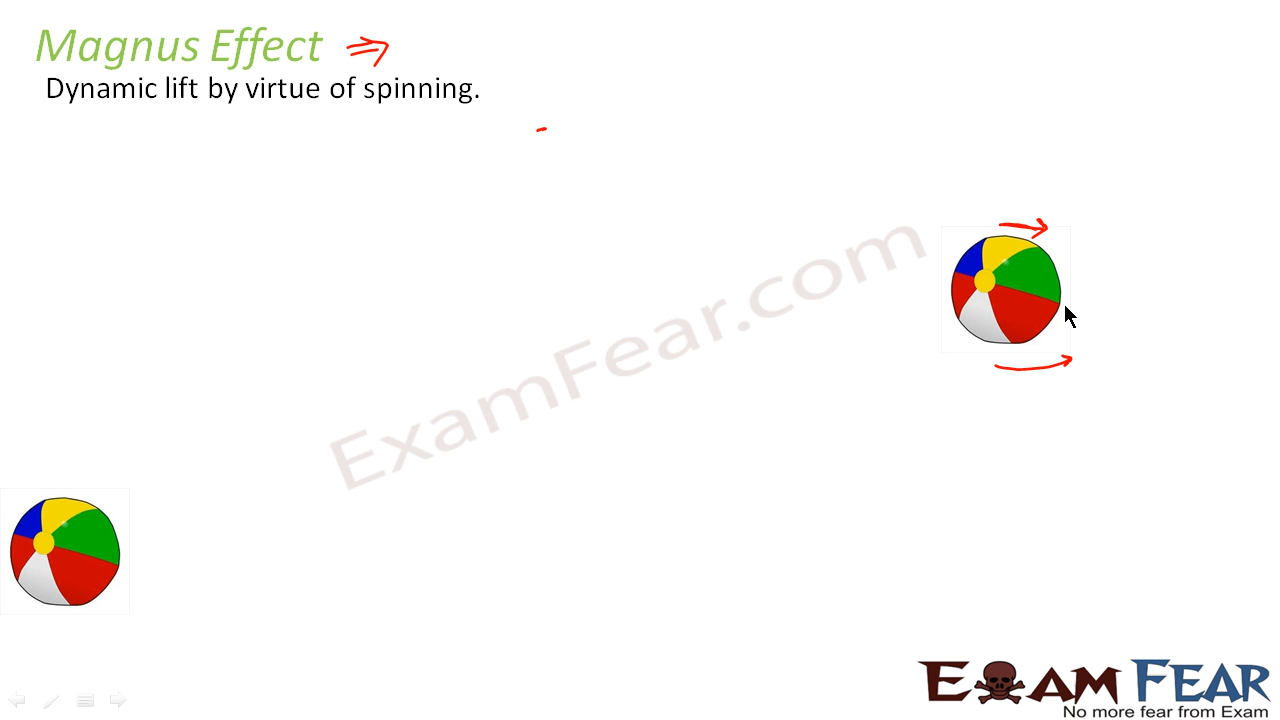 Magnus Effect
Dynamic lift by virtue of spinning.
ExamFear.com
EXAM FEAR
No more fear from Exam